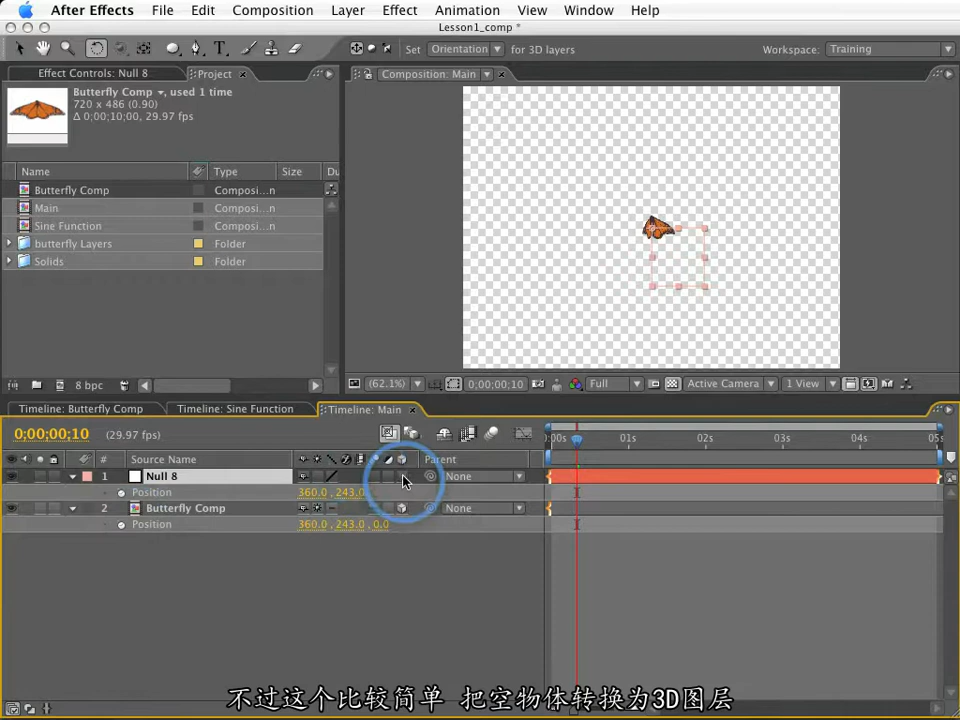 After Effects File Edit Composition Layer Effect Animation View Window Help
Lesson1_comp *
Set Orientation for 3D layers Workspace: Training
Effect Controls: Null 8 Project
Composition: Main
Butterfly Comp , used 1 time
720 x 486 (0.90)
Δ 0;00;10;00, 29.97 fps
Name Type Size Du
Butterfly Comp Composi...n
Main Composi...n
Sine Function Composi...n
butterfly Layers Folder
Solids Folder
8 bpc
(62.1%) 0;00;00;10 Full Active Camera 1 View
Timeline: Butterfly Comp Timeline: Sine Function Timeline: Main
0;00;00;10 (29.97 fps)
:00s 01s 02s 03s 04s 05s
# Source Name Parent
1 Null 8 None
Position 360.0 , 243.0
2 Butterfly Comp None
Position 360.0 , 243.0 , 0.0
不过这个比较简单 把空物体转换为3D图层